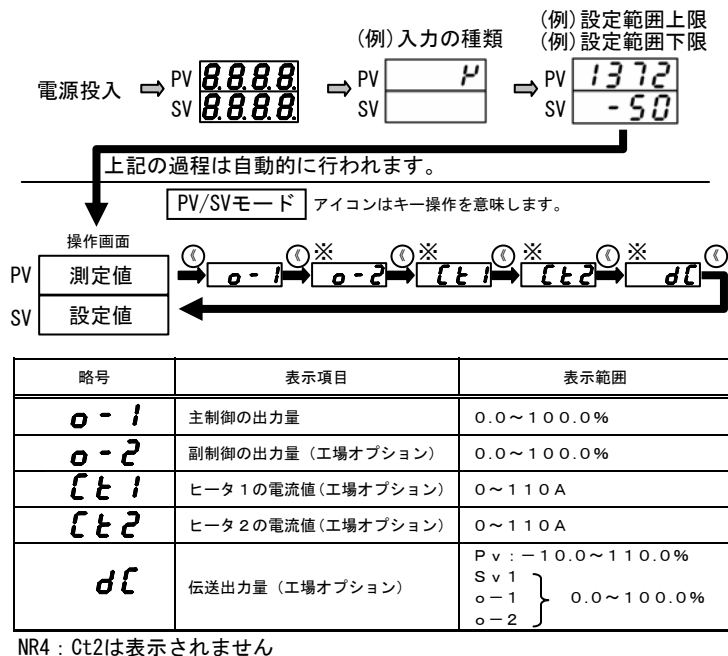 (例)設定範囲上限
(例)入力の種類 (例)設定範囲下限
電源投入 ⇒ PV 8.8.8.8. ⇒ PV ⇒ PV 1372
SV 8.8.8.8. SV SV -50
上記の過程は自動的に行われます。
PV/SVモード アイコンはキー操作を意味します。
操作画面
PV 測定値 《 o-1 《 ※ o-2 《 ※ Ct1 《 ※ Ct2 《 ※ dC 《
SV 設定値
略号 表示項目 表示範囲
o-1 主制御の出力量 0.0~100.0%
o-2 副制御の出力量(工場オプション) 0.0~100.0%
Ct1 ヒータ1の電流値(工場オプション) 0~110A
Ct2 ヒータ2の電流値(工場オプション) 0~110A
dC 伝送出力量(工場オプション) Pv:-10.0~110.0%
Sv1
o-1 } 0.0~100.0%
o-2
NR4:Ct2は表示されません